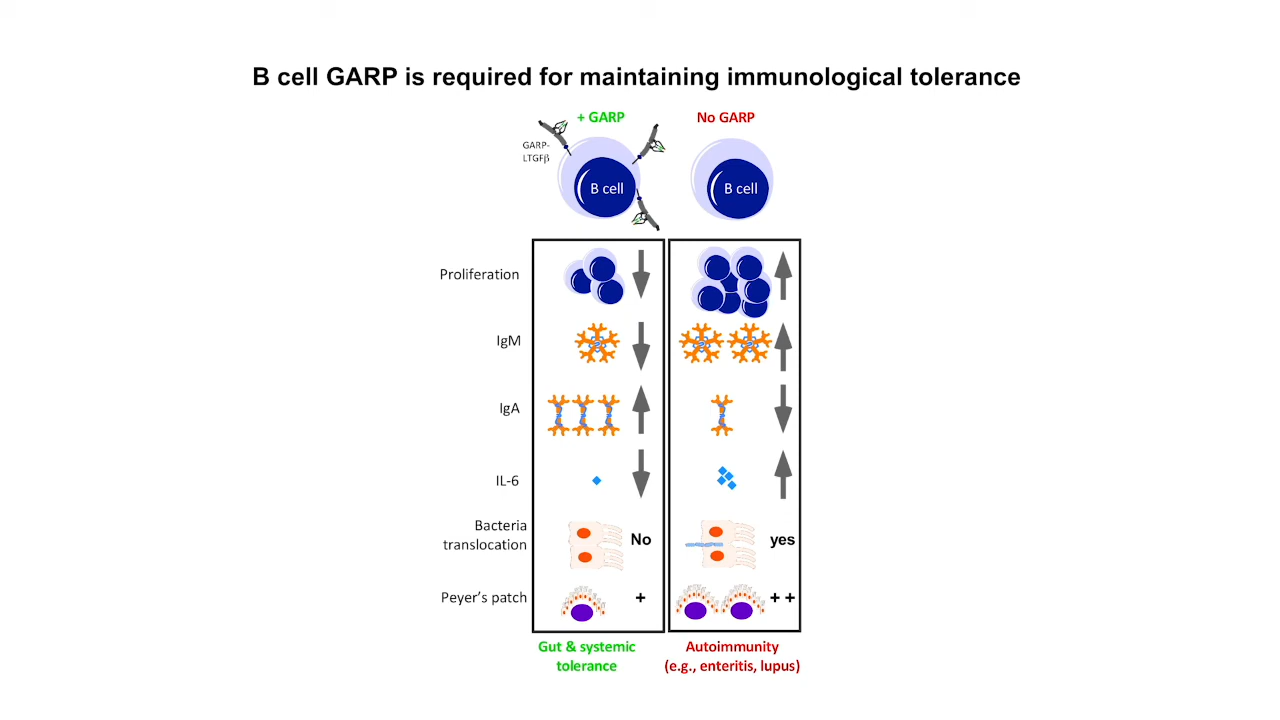 B cell GARP is required for maintaining immunological tolerance
+ GARP
No GARP
GARP-
LTGFβ
B cell
B cell
Proliferation
IgM
IgA
IL-6
Bacteria
translocation
No
yes
Peyer's patch
+
+ +
Gut & systemic
tolerance
Autoimmunity
(e.g., enteritis, lupus)